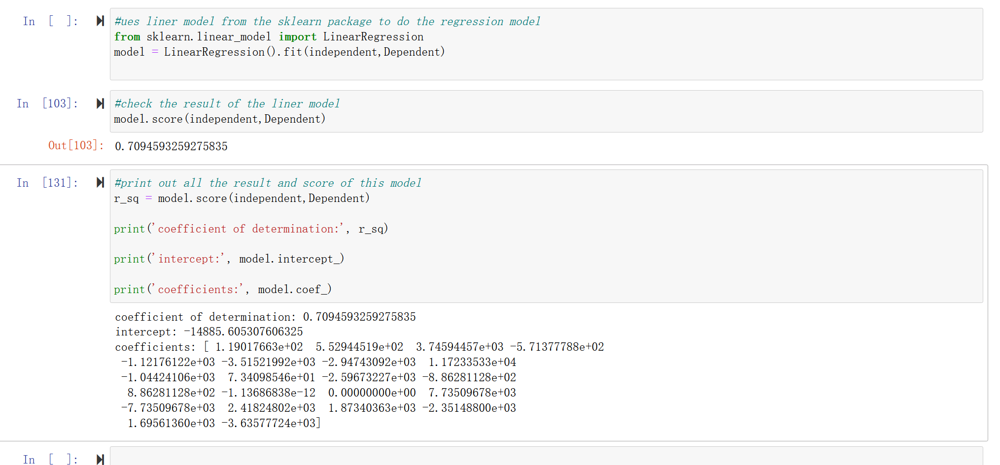 In [ ]:
#ues liner model from the sklearn package to do the regression model
from sklearn.linear_model import LinearRegression
model = LinearRegression().fit(independent,Dependent)
In [103]:
#check the result of the liner model
model.score(independent,Dependent)
Out[103]: 0.7094593259275835
In [131]:
#print out all the result and score of this model
r_sq = model.score(independent,Dependent)
print('coefficient of determination:', r_sq)
print('intercept:', model.intercept_)
print('coefficients:', model.coef_)
coefficient of determination: 0.7094593259275835
intercept: -14885.605307606325
coefficients: [ 1.19017663e+02  5.52944519e+02  3.74594457e+03 -5.71377788e+02
-1.12176122e+03 -3.51521992e+03 -2.94743092e+03  1.17233533e+04
-1.04424106e+03  7.34098546e+01 -2.59673227e+03 -8.86281128e+02
8.86281128e+02 -1.13686838e-12  0.00000000e+00  7.73509678e+03
-7.73509678e+03  2.41824802e+03  1.87340363e+03 -2.35148800e+03
1.69561360e+03 -3.63577724e+03]
In [ ]: